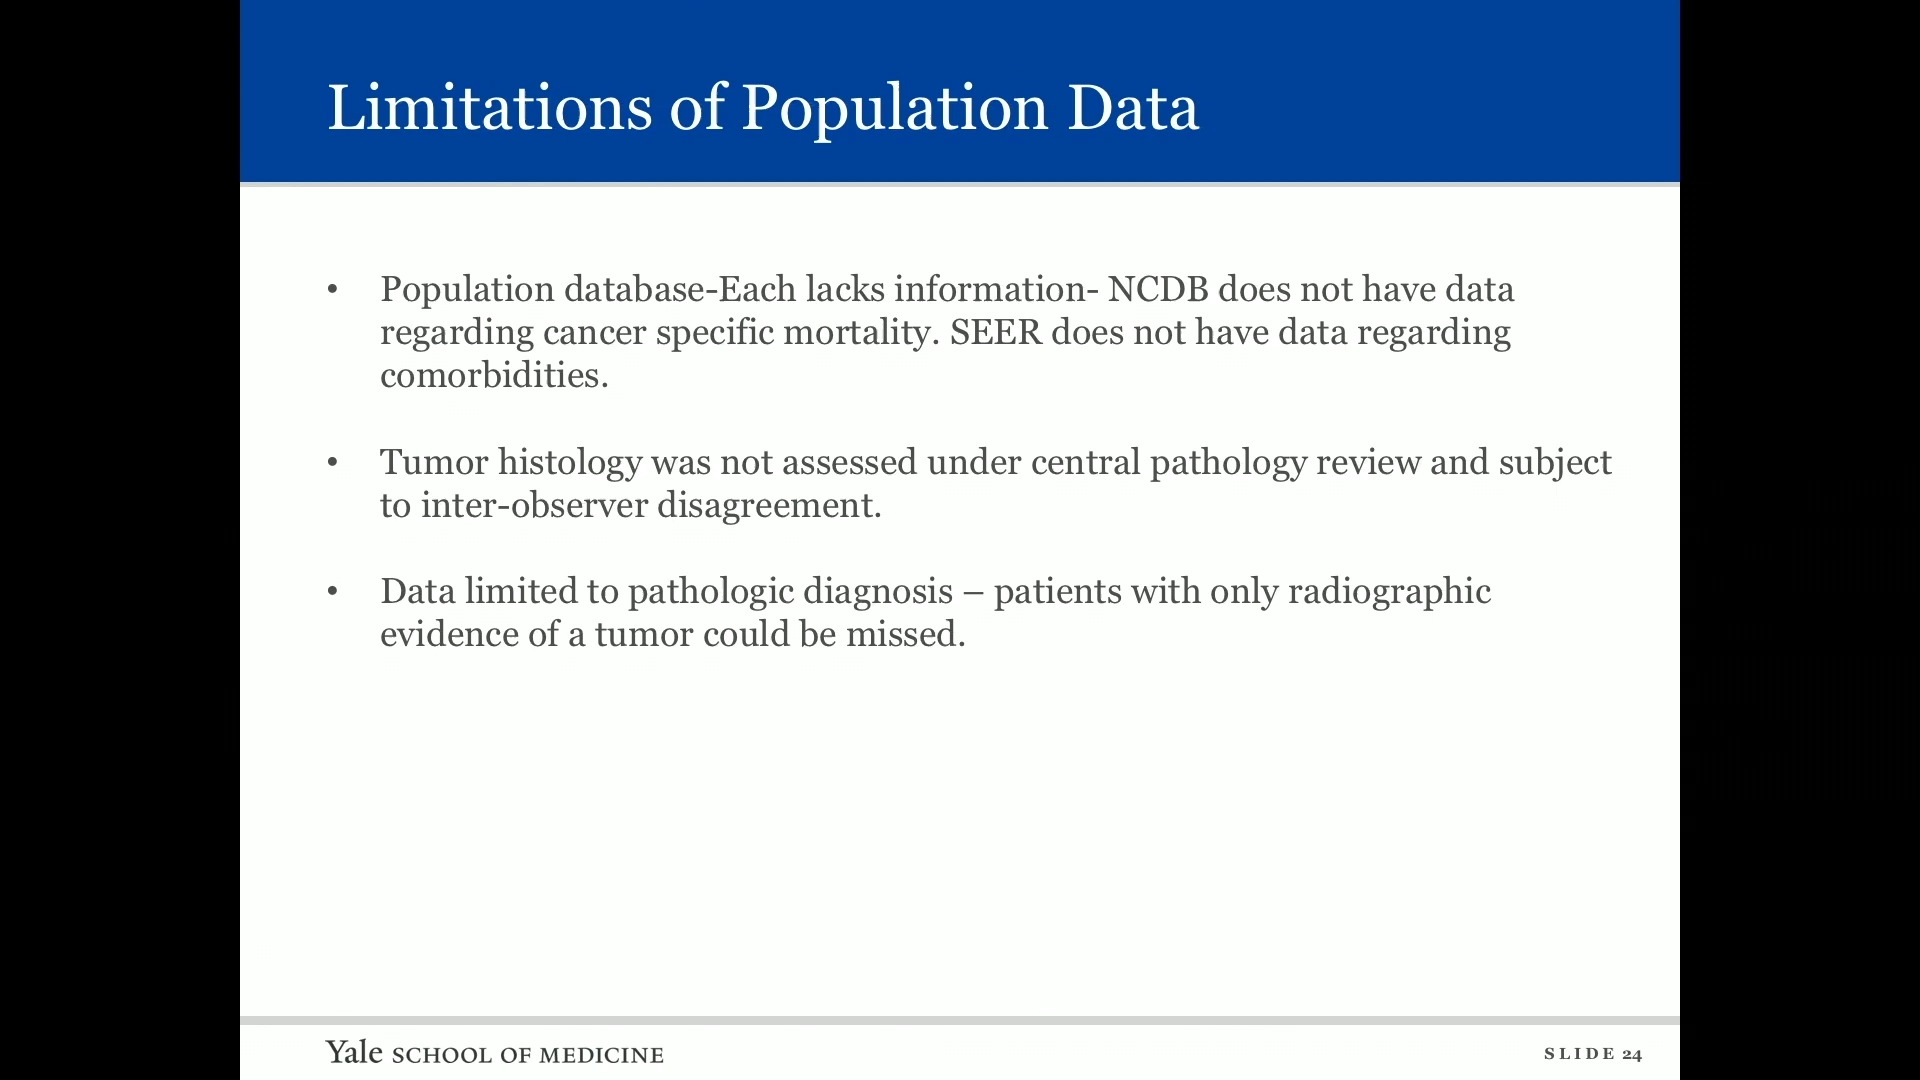 Limitations of Population Data
• Population database-Each lacks information- NCDB does not have data
regarding cancer specific mortality. SEER does not have data regarding
comorbidities.
• Tumor histology was not assessed under central pathology review and subject
to inter-observer disagreement.
• Data limited to pathologic diagnosis – patients with only radiographic
evidence of a tumor could be missed.
Yale SCHOOL OF MEDICINE
SLIDE 24